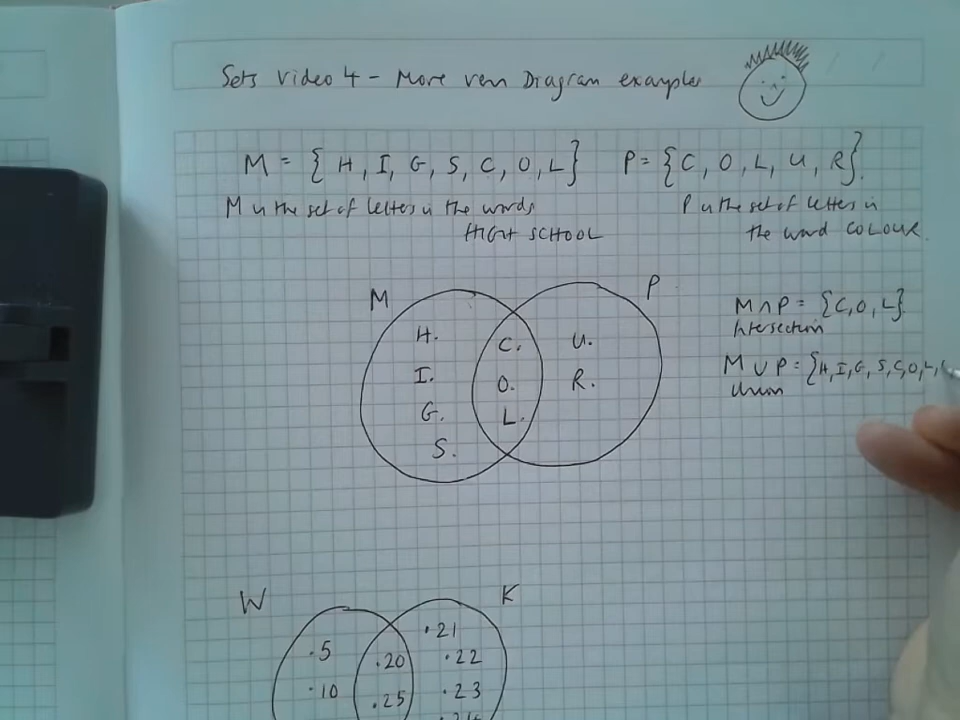 Sets Video 4 - More Venn Diagram examples
M = { H, I, G, S, C, O, L }
P = { C, O, L, U, R }.
M is the set of letters in the words
HIGH SCHOOL
P is the set of letters in
the word COLOUR.
M
P
H.
I.
G.
S.
C.
O.
L.
U.
R.
M ∩ P = {C, O, L}
Intersection
M ∪ P = {H, I, G, S, C, O, L,
Union
W
K
.5
.10
.20
.25
.21
.22
.23